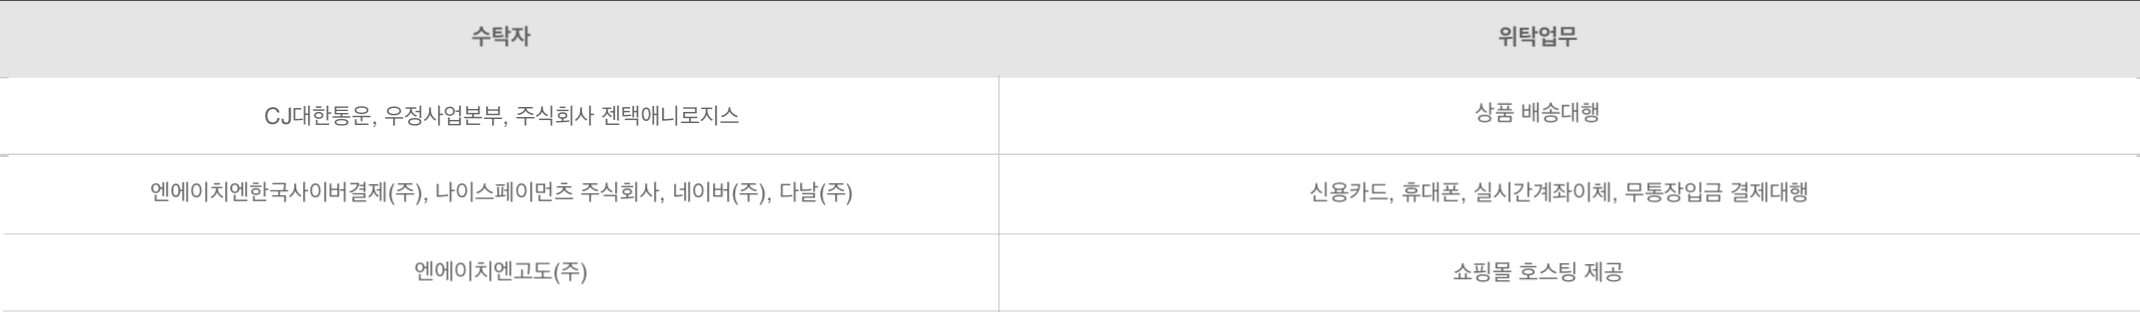 수탁자
위탁업무
CJ대한통운, 우정사업본부, 주식회사 젠택애니로지스
상품 배송대행
엔에이치엔한국사이버결제(주), 나이스페이먼츠 주식회사, 네이버(주), 다날(주)
신용카드, 휴대폰, 실시간계좌이체, 무통장입금 결제대행
엔에이치엔고도(주)
쇼핑몰 호스팅 제공